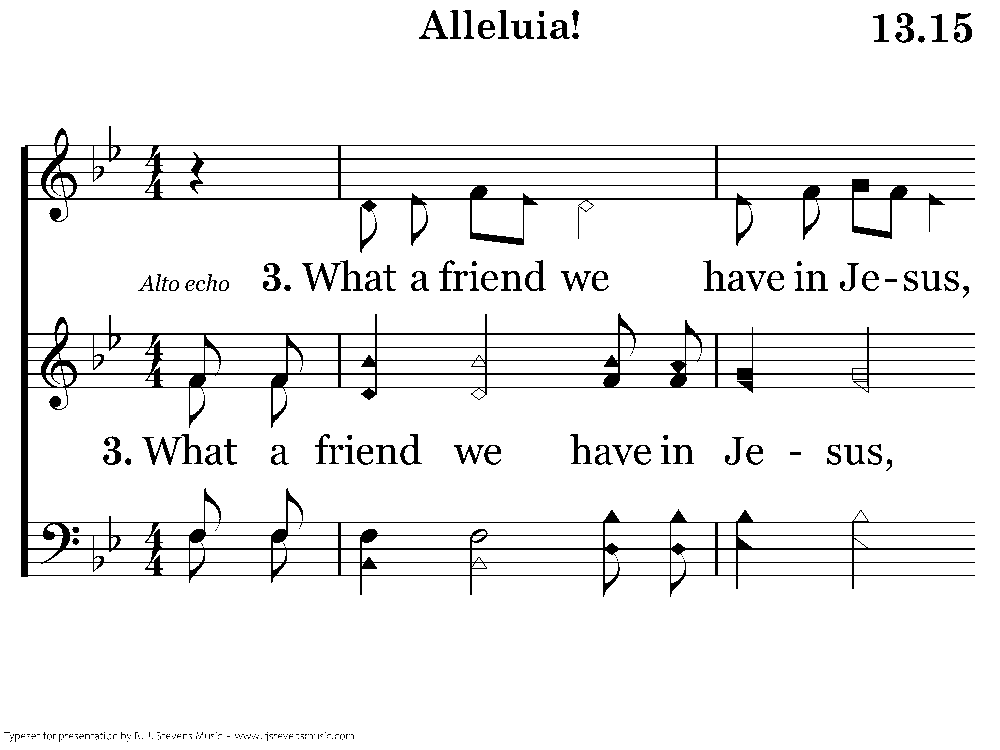 Alleluia! 13.15
Alto echo 3. What a friend we have in Je-sus,
3. What a friend we have in Je - sus,
Typeset for presentation by R. J. Stevens Music - www.rjstevensmusic.com